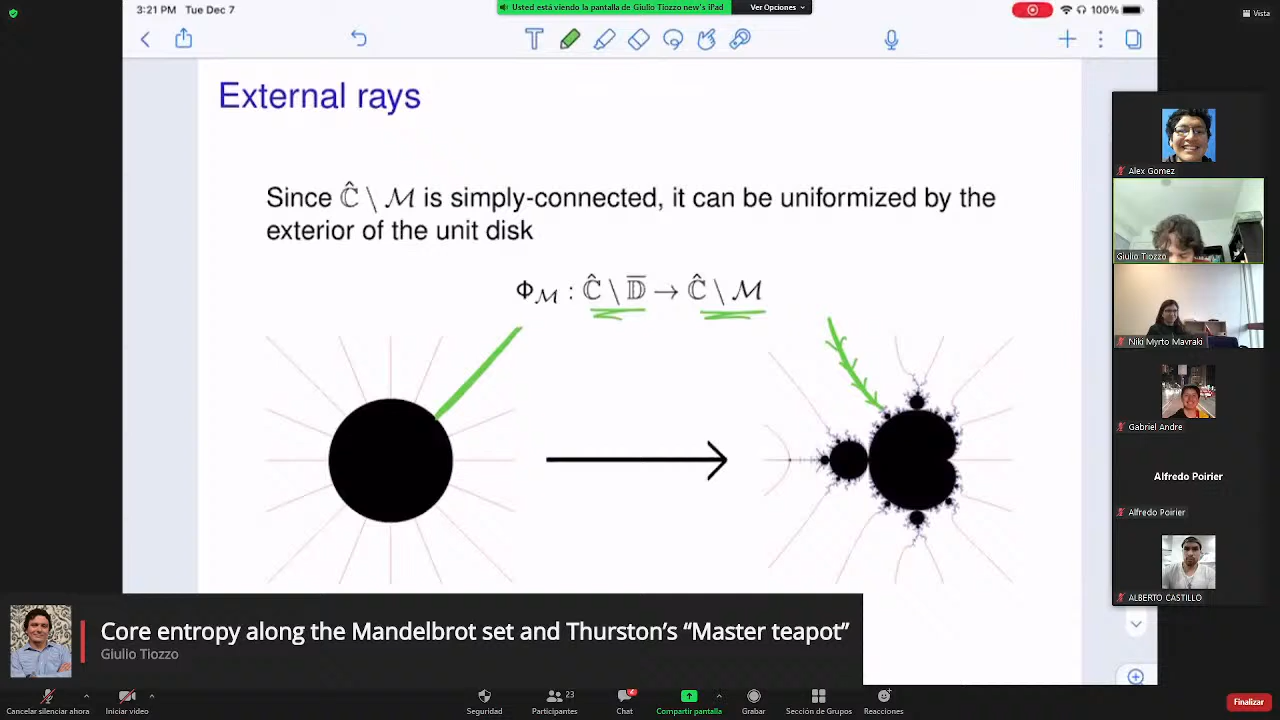 3:21 PM Tue Dec 7
Usted está viendo la pantalla de Giulio Tiozzo new's iPad
Ver Opciones
100%
Vista
External rays
Since Ĉ \ M is simply-connected, it can be uniformized by the
exterior of the unit disk
Φ_M : Ĉ \ D̅ → Ĉ \ M
Alex Gomez
Giulio Tiozzo
Niki Myrto Mavraki
Gabriel Andre
Alfredo Poirier
Alfredo Poirier
ALBERTO CASTILLO
Core entropy along the Mandelbrot set and Thurston's “Master teapot”
Giulio Tiozzo
Cancelar silenciar ahora
Iniciar video
Seguridad
23
Participantes
2
Chat
Compartir pantalla
Grabar
Sección de Grupos
Reacciones
Finalizar